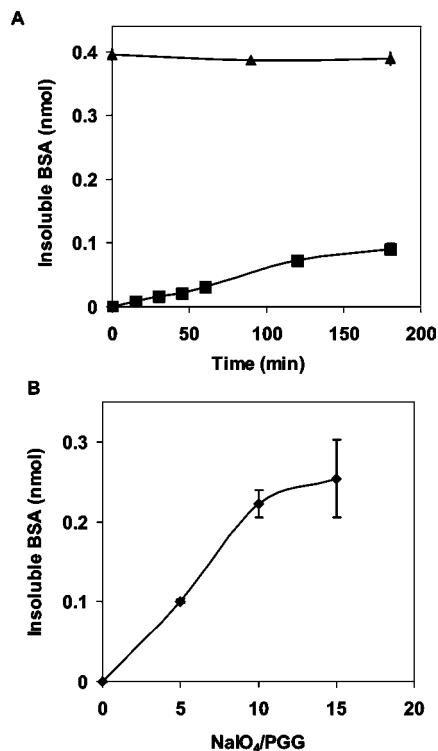 A
Insoluble BSA (nmol)
0.4
0.3
0.2
0.1
0
0 50 100 150 200
Time (min)
B
Insoluble BSA (nmol)
0.3
0.2
0.1
0
0 5 10 15 20
NaIO₄/PGG